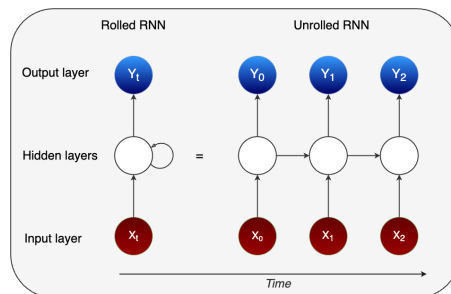 Rolled RNN
Unrolled RNN
Output layer
Yt
Y0
Y1
Y2
Hidden layers
=
Input layer
xt
x0
x1
x2
Time